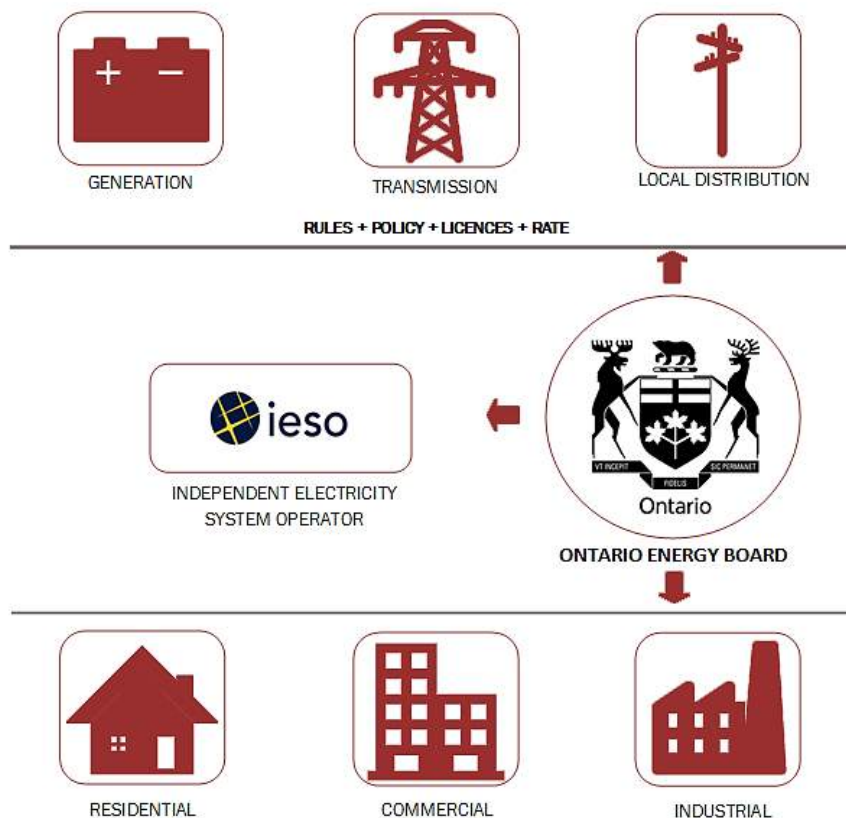 + −
GENERATION
TRANSMISSION
LOCAL DISTRIBUTION
RULES + POLICY + LICENCES + RATE
ieso
INDEPENDENT ELECTRICITY
SYSTEM OPERATOR
VT INCEPIT
FIDELIS
SIC PERMANET
Ontario
ONTARIO ENERGY BOARD
RESIDENTIAL
COMMERCIAL
INDUSTRIAL